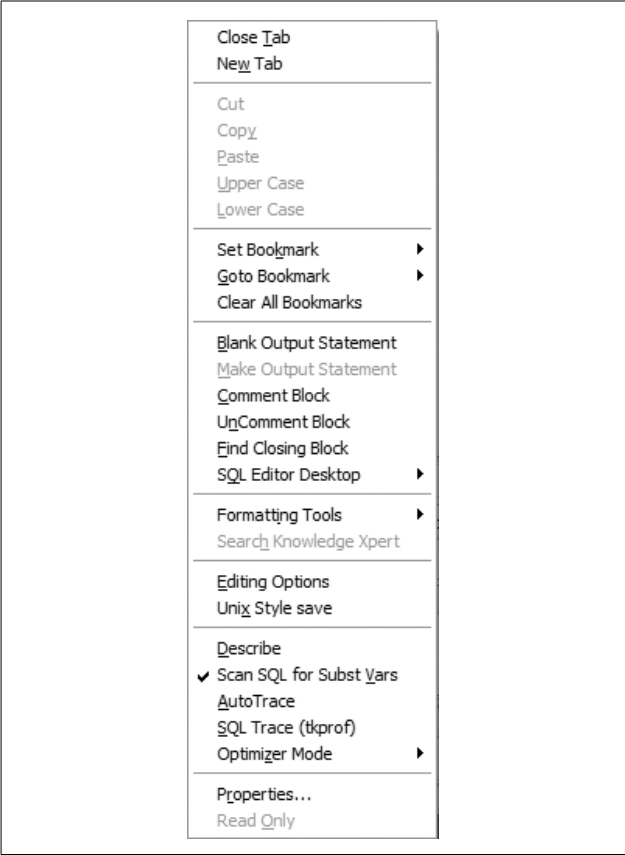 Close Tab
New Tab
Cut
Copy
Paste
Upper Case
Lower Case
Set Bookmark
Goto Bookmark
Clear All Bookmarks
Blank Output Statement
Make Output Statement
Comment Block
UnComment Block
Find Closing Block
SQL Editor Desktop
Formatting Tools
Search Knowledge Xpert
Editing Options
Unix Style save
Describe
Scan SQL for Subst Vars
AutoTrace
SQL Trace (tkprof)
Optimizer Mode
Properties...
Read Only